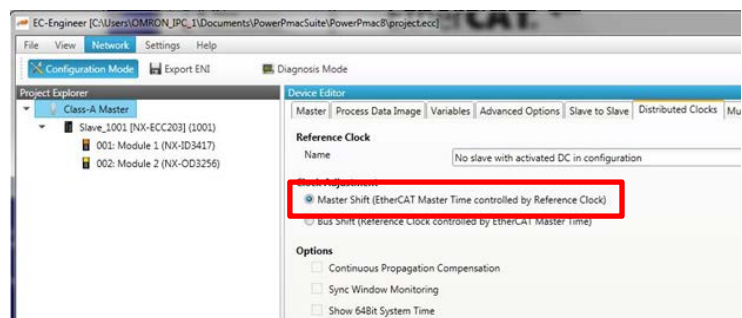 EtherCAT.
EC-Engineer [C:\Users\OMRON_IPC_1\Documents\PowerPmacSuite\PowerPmac8\project.ecc]
File View Network Settings Help
Configuration Mode Export ENI Diagnosis Mode
Project Explorer
Class-A Master
Slave_1001 [NX-ECC203] (1001)
001: Module 1 (NX-ID3417)
002: Module 2 (NX-OD3256)
Device Editor
Master Process Data Image Variables Advanced Options Slave to Slave Distributed Clocks
Reference Clock
Name No slave with activated DC in configuration
Clock Adjustment
Master Shift (EtherCAT Master Time controlled by Reference Clock)
Bus Shift (Reference Clock controlled by EtherCAT Master Time)
Options
Continuous Propagation Compensation
Sync Window Monitoring
Show 64Bit System Time